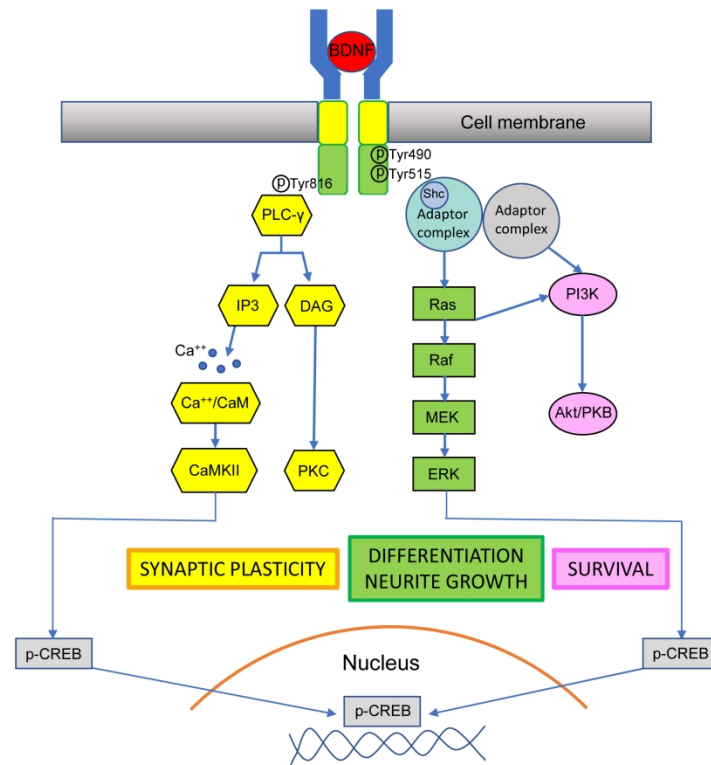 BDNF
Cell membrane
p Tyr490
p Tyr515
p Tyr816
PLC-γ
Shc
Adaptor
complex
Adaptor
complex
IP3
DAG
Ras
PI3K
Ca⁺⁺
Raf
Ca⁺⁺/CaM
MEK
Akt/PKB
CaMKII
PKC
ERK
SYNAPTIC PLASTICITY
DIFFERENTIATION
NEURITE GROWTH
SURVIVAL
p-CREB
Nucleus
p-CREB
p-CREB